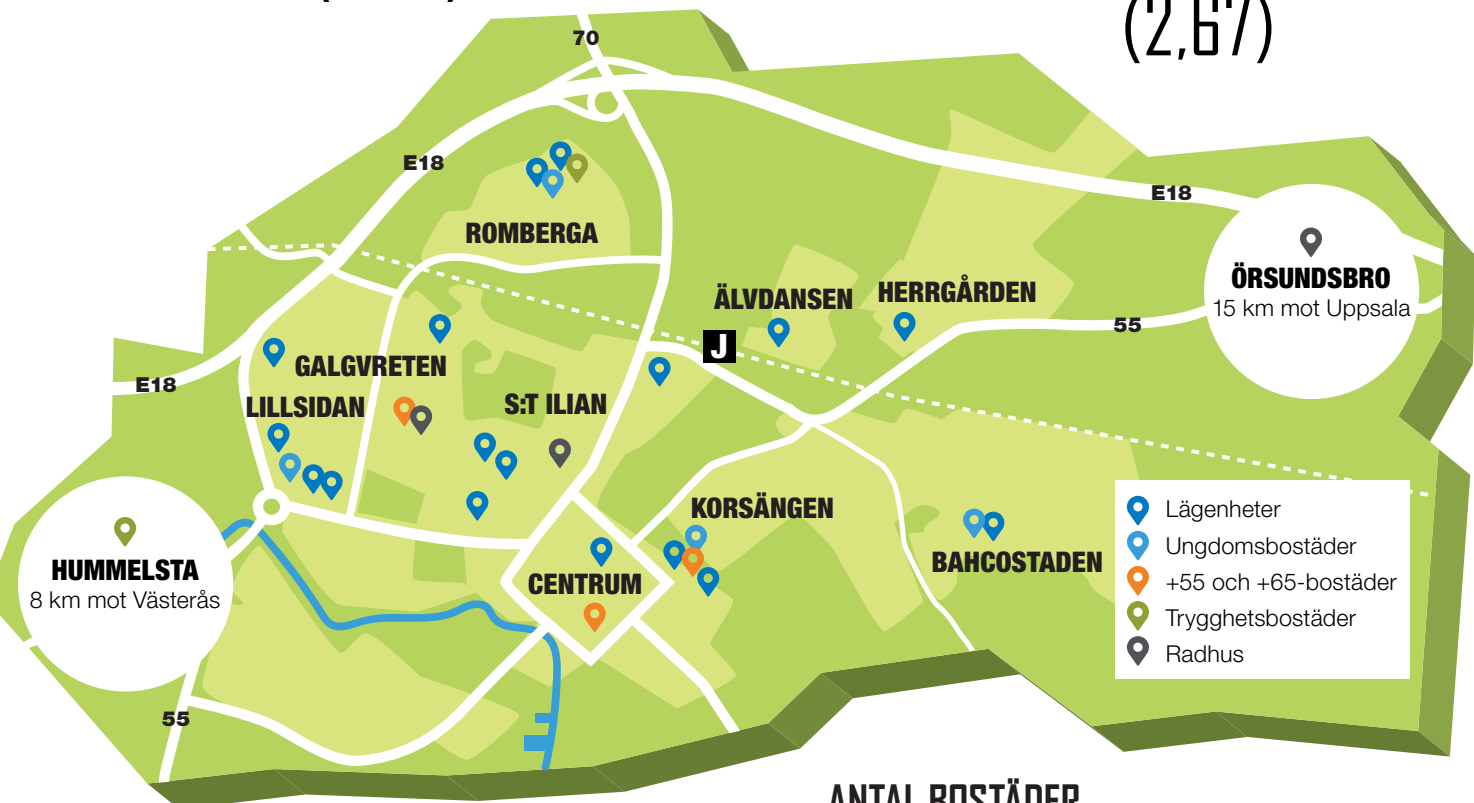 (2,67)
70
E18
E18
ROMBERGA
ÖRSUNDSBRO
15 km mot Uppsala
ÄLVDANSEN
HERRGÅRDEN
55
J
GALGVRETEN
E18
LILLSIDAN
S:T ILIAN
KORSÄNGEN
BAHCOSTADEN
HUMMELSTA
8 km mot Västerås
CENTRUM
Lägenheter
Ungdomsbostäder
+55 och +65-bostäder
Trygghetsbostäder
Radhus
55
ANTAL BOSTÄDER